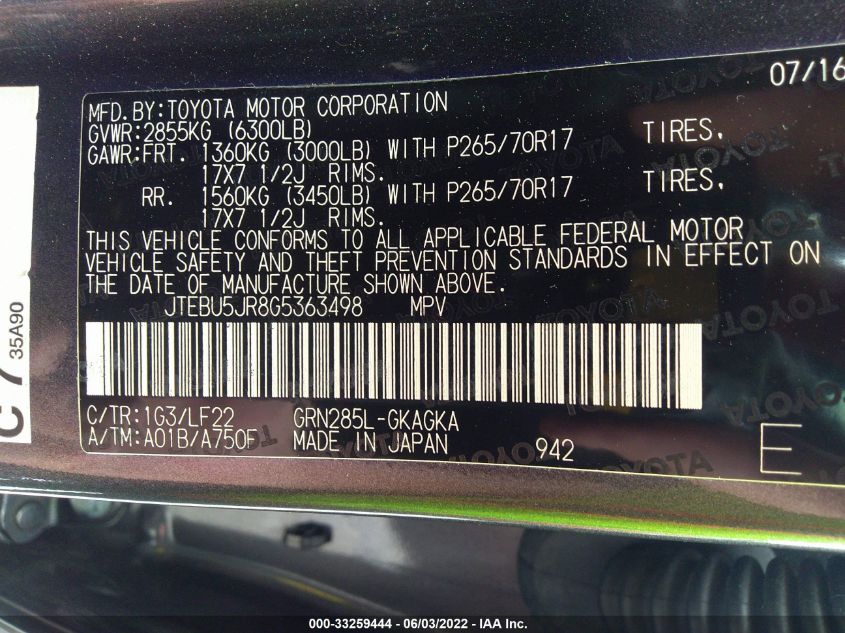 07/16
MFD.BY:TOYOTA MOTOR CORPORATION
GVWR:2855KG (6300LB)
GAWR:FRT. 1360KG (3000LB) WITH P265/70R17 TIRES,
17X7 1/2J RIMS.
RR. 1560KG (3450LB) WITH P265/70R17 TIRES,
17X7 1/2J RIMS.
THIS VEHICLE CONFORMS TO ALL APPLICABLE FEDERAL MOTOR
VEHICLE SAFETY AND THEFT PREVENTION STANDARDS IN EFFECT ON
THE DATE OF MANUFACTURE SHOWN ABOVE.
JTEBU5JR8G5363498 MPV
C/TR:1G3/LF22 GRN285L-GKAGKA
A/TM:A01B/A750F MADE IN JAPAN 942
E
35A90
000-33259444 - 06/03/2022 - IAA Inc.